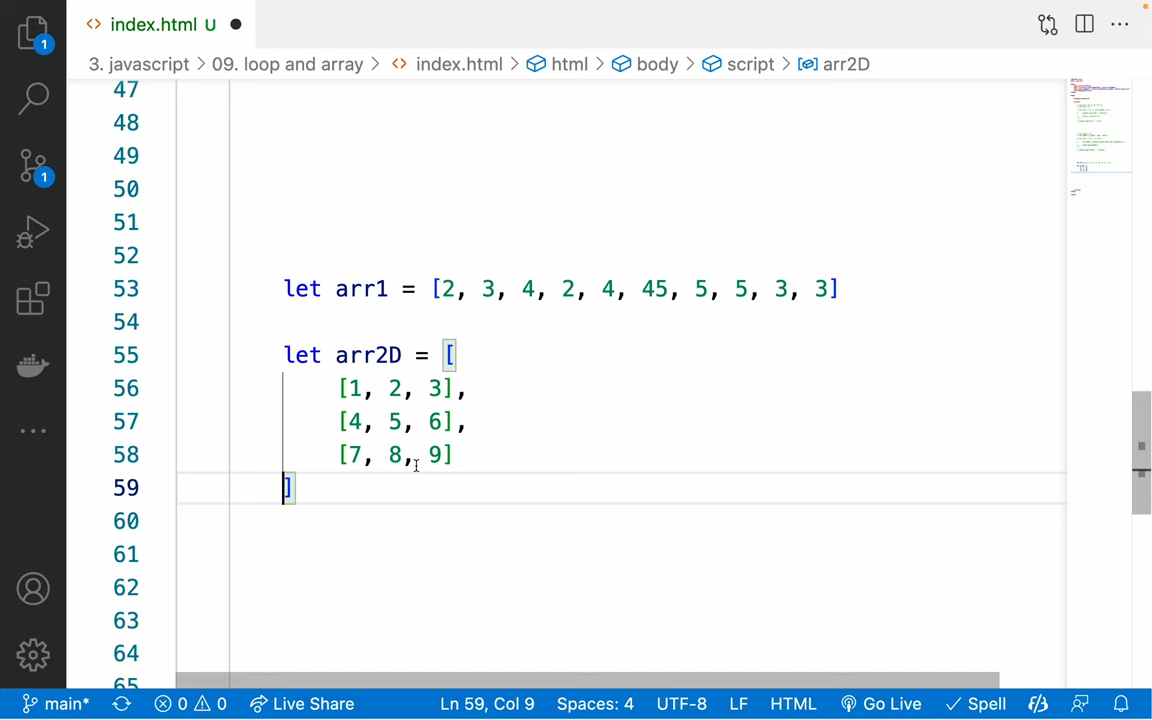 index.html U
3. javascript > 09. loop and array > index.html > html > body > script > arr2D
1
1
47
48
49
50
51
52
53 let arr1 = [2, 3, 4, 2, 4, 45, 5, 5, 3, 3]
54
55 let arr2D = [
56 [1, 2, 3],
57 [4, 5, 6],
58 [7, 8, 9]
59 ]
60
61
62
63
64
65
main* 0 0 Live Share Ln 59, Col 9 Spaces: 4 UTF-8 LF HTML Go Live Spell